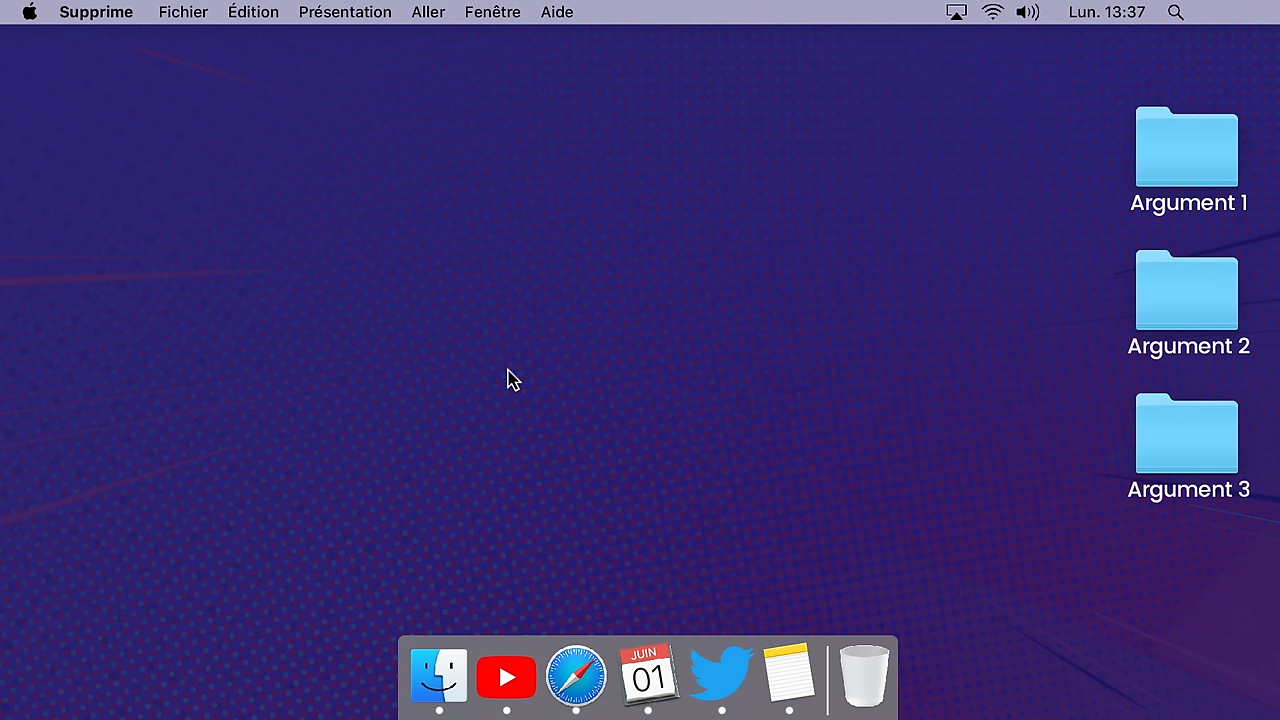 Supprime Fichier Édition Présentation Aller Fenêtre Aide Lun. 13:37
Argument 1
Argument 2
Argument 3
JUIN
01